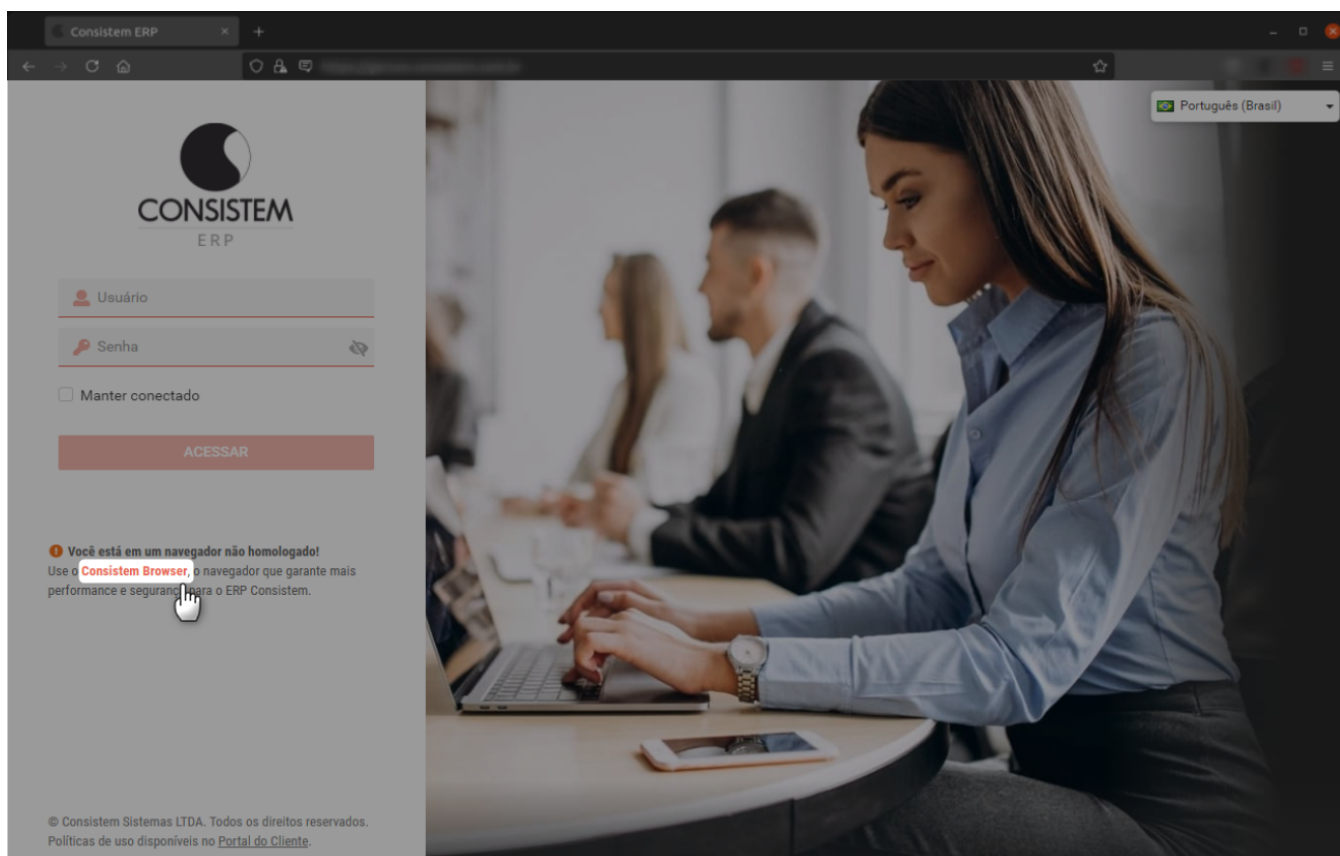 Consistem ERP
Português (Brasil)
CONSISTEM
ERP
Usuário
Senha
Manter conectado
ACESSAR
Você está em um navegador não homologado!
Use o Consistem Browser, o navegador que garante mais
performance e segurança para o ERP Consistem.
© Consistem Sistemas LTDA. Todos os direitos reservados.
Políticas de uso disponíveis no Portal do Cliente.